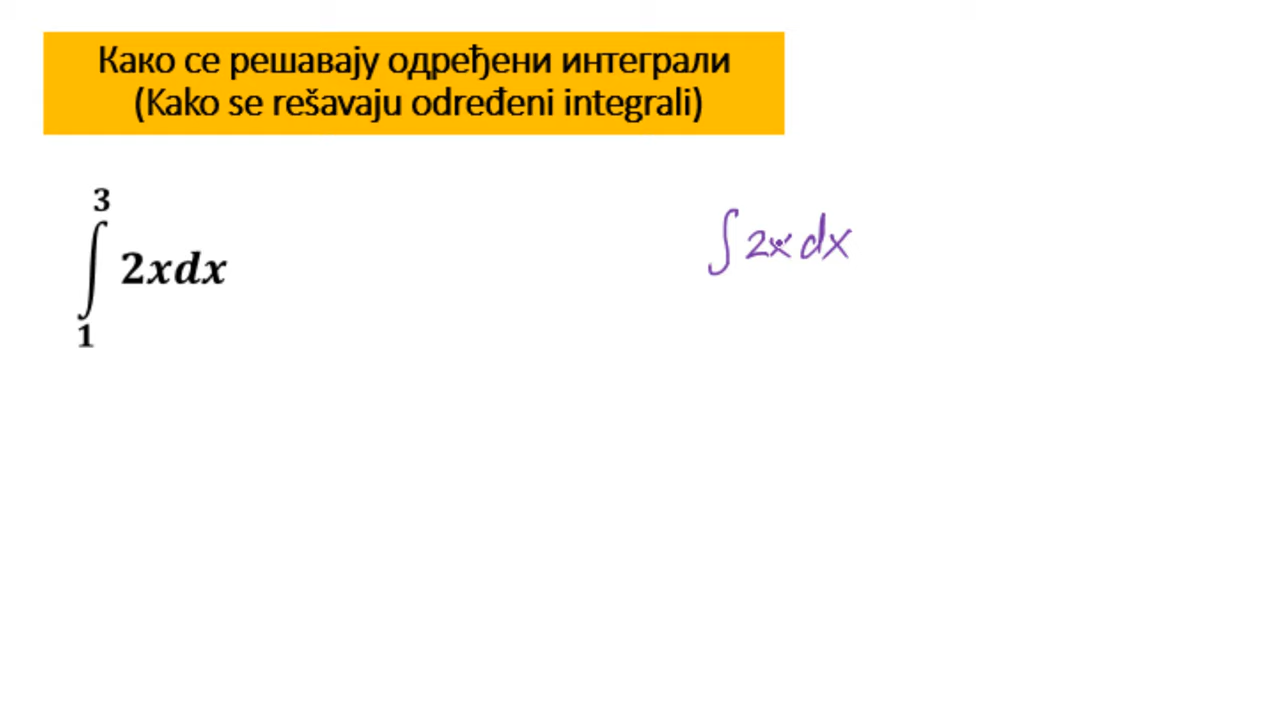 Како се решавају одређени интеграли
(Kako se rešavaju određeni integrali)
3
∫ 2xdx
1
∫ 2x dx